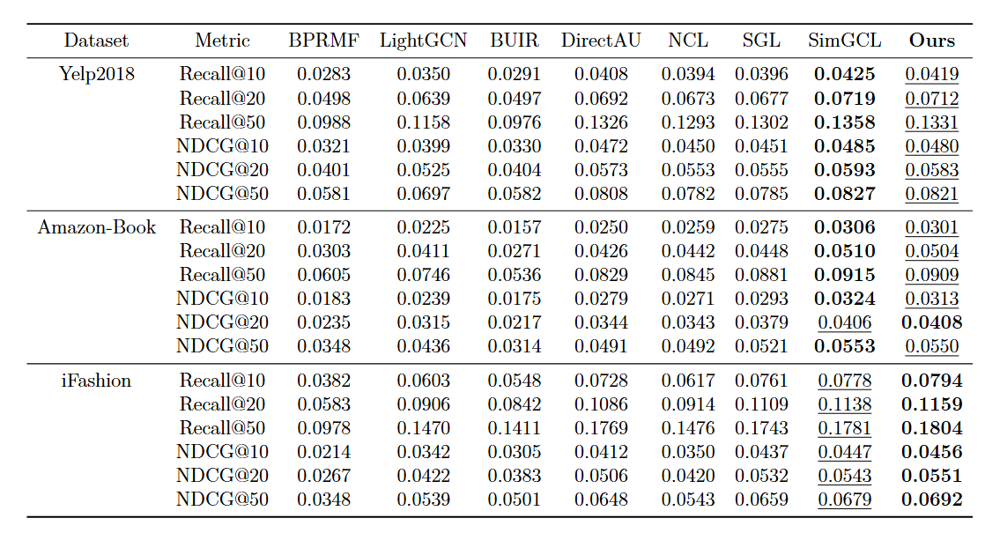 Dataset Metric BPRMF LightGCN BUIR DirectAU NCL SGL SimGCL Ours
Yelp2018 Recall@10 0.0283 0.0350 0.0291 0.0408 0.0394 0.0396 0.0425 0.0419
Recall@20 0.0498 0.0639 0.0497 0.0692 0.0673 0.0677 0.0719 0.0712
Recall@50 0.0988 0.1158 0.0976 0.1326 0.1293 0.1302 0.1358 0.1331
NDCG@10 0.0321 0.0399 0.0330 0.0472 0.0450 0.0451 0.0485 0.0480
NDCG@20 0.0401 0.0525 0.0404 0.0573 0.0553 0.0555 0.0593 0.0583
NDCG@50 0.0581 0.0697 0.0582 0.0808 0.0782 0.0785 0.0827 0.0821
Amazon-Book Recall@10 0.0172 0.0225 0.0157 0.0250 0.0259 0.0275 0.0306 0.0301
Recall@20 0.0303 0.0411 0.0271 0.0426 0.0442 0.0448 0.0510 0.0504
Recall@50 0.0605 0.0746 0.0536 0.0829 0.0845 0.0881 0.0915 0.0909
NDCG@10 0.0183 0.0239 0.0175 0.0279 0.0271 0.0293 0.0324 0.0313
NDCG@20 0.0235 0.0315 0.0217 0.0344 0.0343 0.0379 0.0406 0.0408
NDCG@50 0.0348 0.0436 0.0314 0.0491 0.0492 0.0521 0.0553 0.0550
iFashion Recall@10 0.0382 0.0603 0.0548 0.0728 0.0617 0.0761 0.0778 0.0794
Recall@20 0.0583 0.0906 0.0842 0.1086 0.0914 0.1109 0.1138 0.1159
Recall@50 0.0978 0.1470 0.1411 0.1769 0.1476 0.1743 0.1781 0.1804
NDCG@10 0.0214 0.0342 0.0305 0.0412 0.0350 0.0437 0.0447 0.0456
NDCG@20 0.0267 0.0422 0.0383 0.0506 0.0420 0.0532 0.0543 0.0551
NDCG@50 0.0348 0.0539 0.0501 0.0648 0.0543 0.0659 0.0679 0.0692